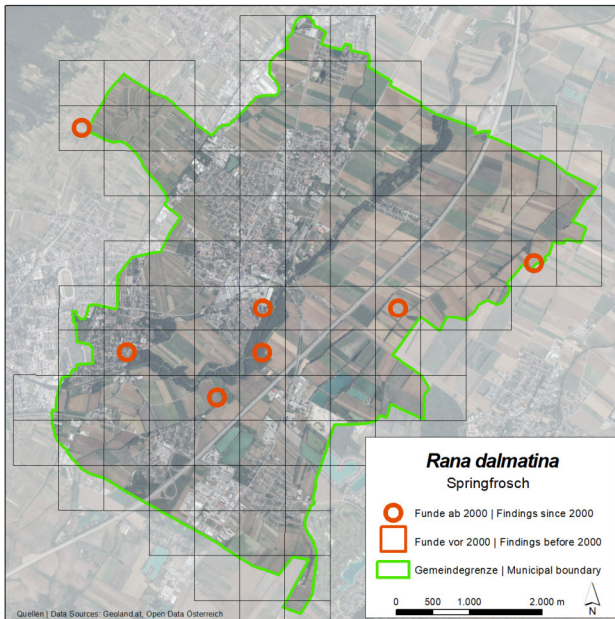 Rana dalmatina
Springfrosch
Funde ab 2000 | Findings since 2000
Funde vor 2000 | Findings before 2000
Gemeindegrenze | Municipal boundary
0 500 1.000 2.000 m
N
Quellen | Data Sources: Geoland.at, Open Data Österreich